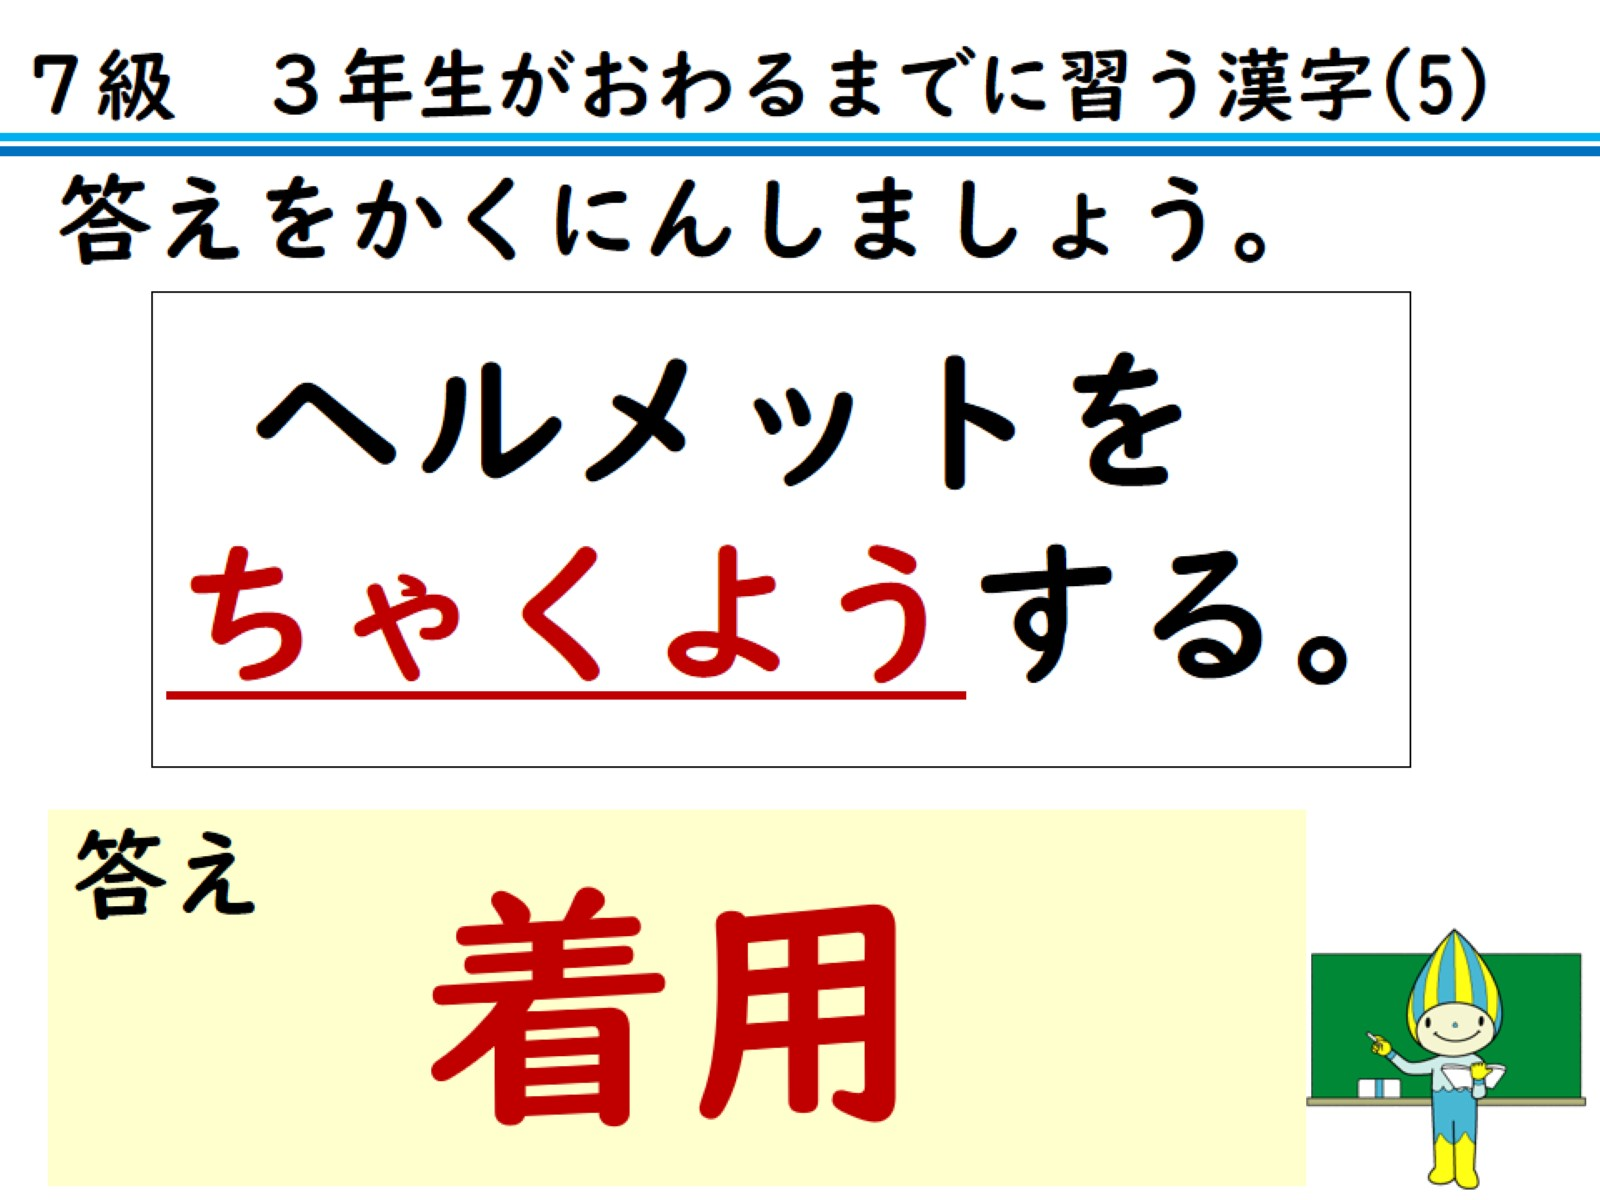 ７級　３年生がおわるまでに習う漢字(5)
答えをかくにんしましょう。
ヘルメットを
ちゃくようする。
答え
着用